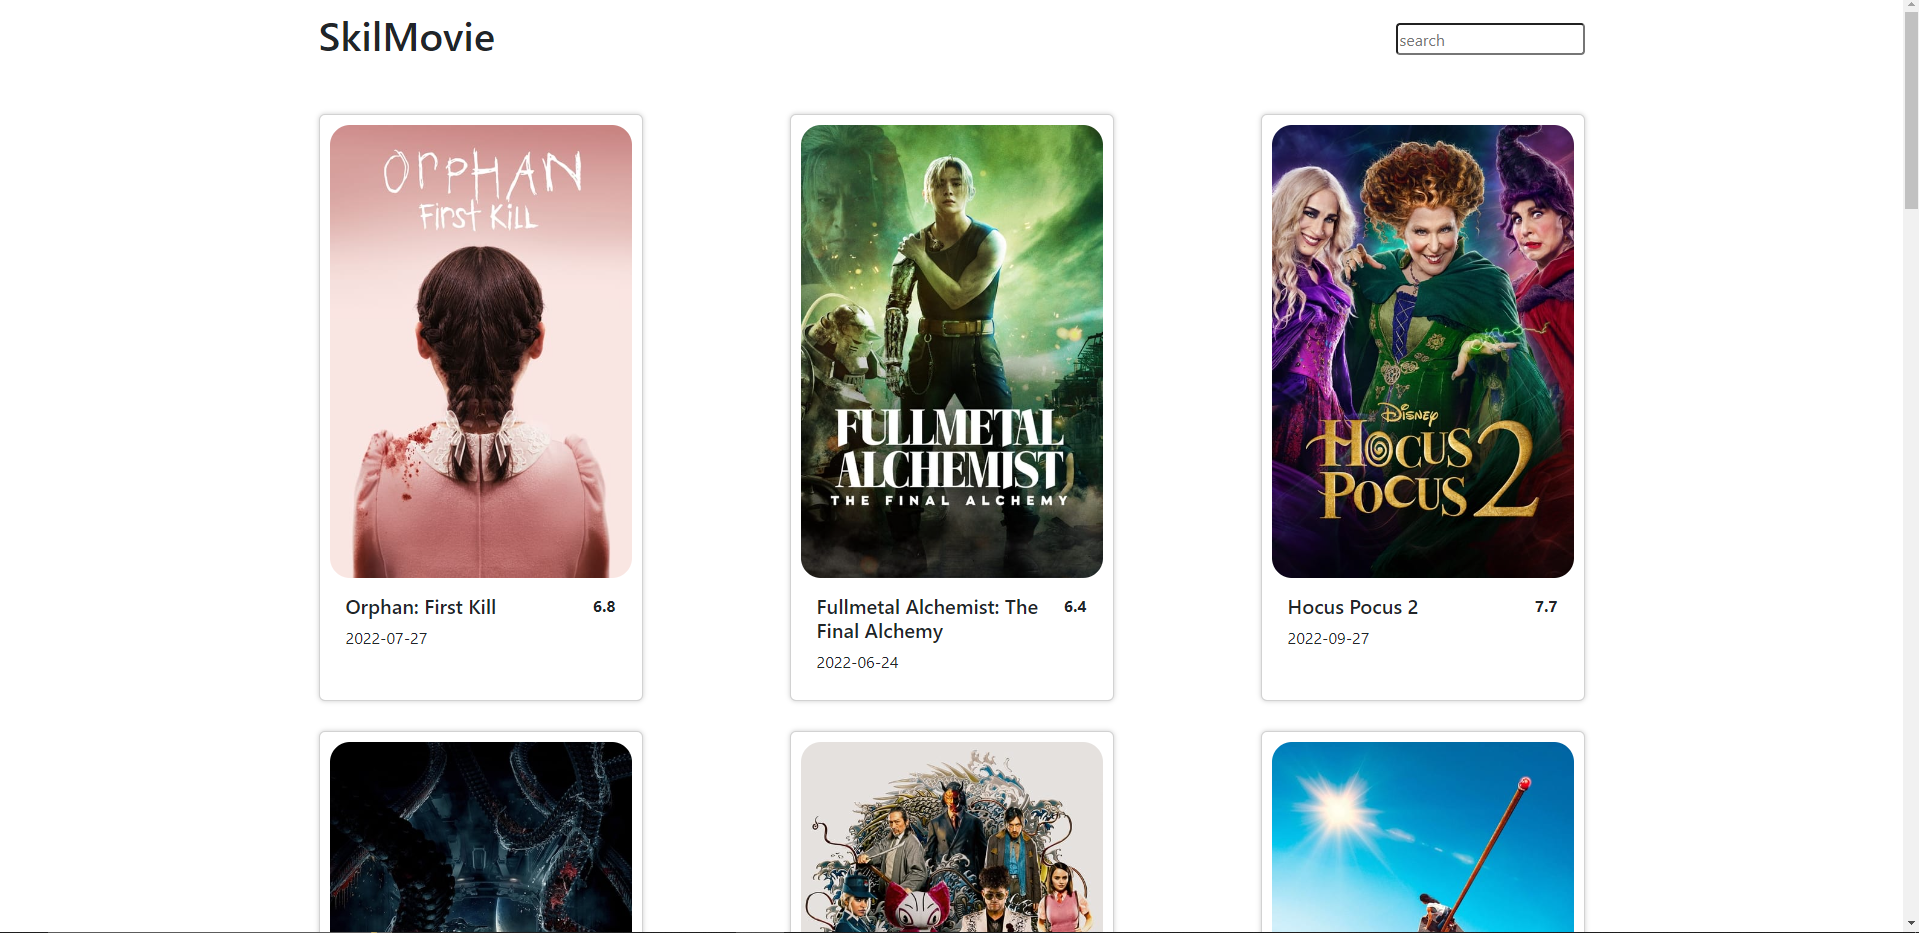 SkilMovie
search
ORPHAN
FIRST KILL
FULLMETAL
ALCHEMIST
THE FINAL ALCHEMY
DISNEY
HOCUS
POCUS 2
Orphan: First Kill 6.8
2022-07-27
Fullmetal Alchemist: The 6.4
Final Alchemy
2022-06-24
Hocus Pocus 2 7.7
2022-09-27